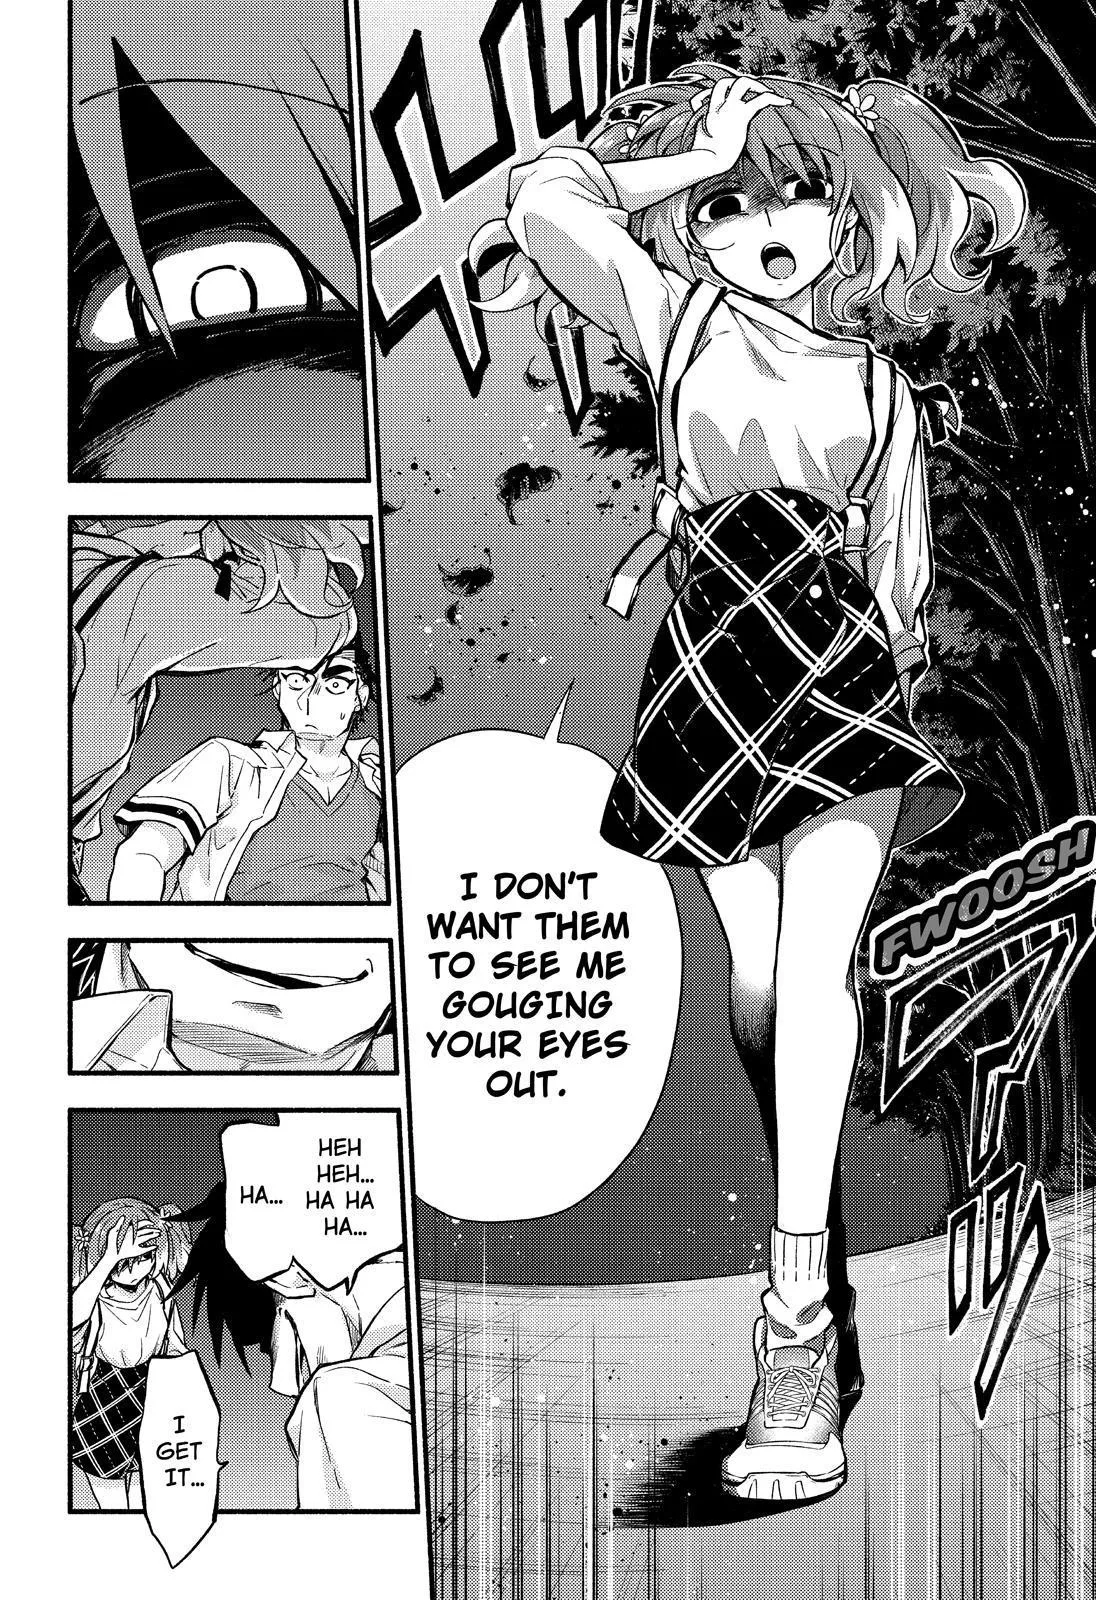 I DON'T
WANT THEM
TO SEE ME
GOUGING
YOUR EYES
OUT.
FWOOSH
HEH
HEH...
HA HA
HA...
HA...
I
GET
IT...